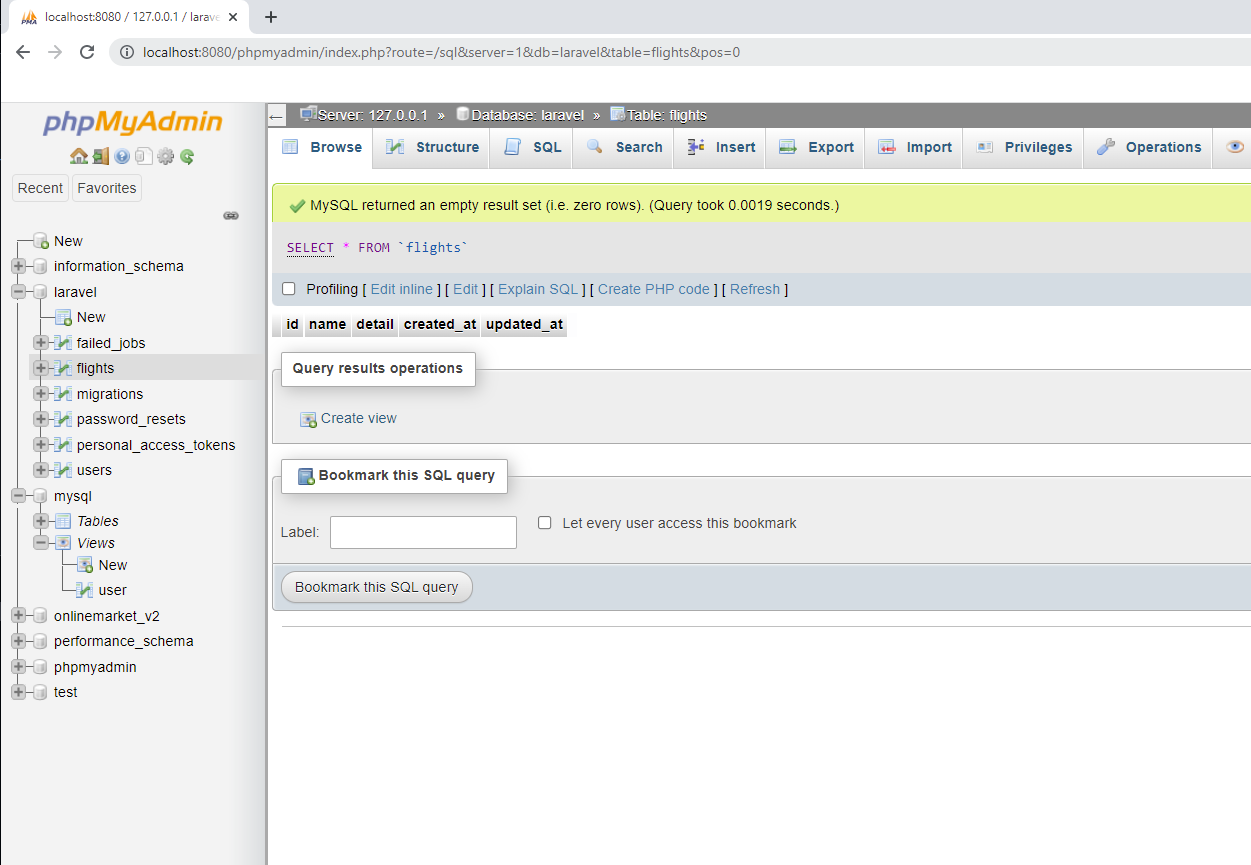 localhost:8080 / 127.0.0.1 / larave
localhost:8080/phpmyadmin/index.php?route=/sql&server=1&db=laravel&table=flights&pos=0
phpMyAdmin
Recent Favorites
New
information_schema
laravel
New
failed_jobs
flights
migrations
password_resets
personal_access_tokens
users
mysql
Tables
Views
New
user
onlinemarket_v2
performance_schema
phpmyadmin
test
Server: 127.0.0.1 » Database: laravel » Table: flights
Browse Structure SQL Search Insert Export Import Privileges Operations
MySQL returned an empty result set (i.e. zero rows). (Query took 0.0019 seconds.)
SELECT * FROM `flights`
Profiling [ Edit inline ] [ Edit ] [ Explain SQL ] [ Create PHP code ] [ Refresh ]
id name detail created_at updated_at
Query results operations
Create view
Bookmark this SQL query
Label: Let every user access this bookmark
Bookmark this SQL query